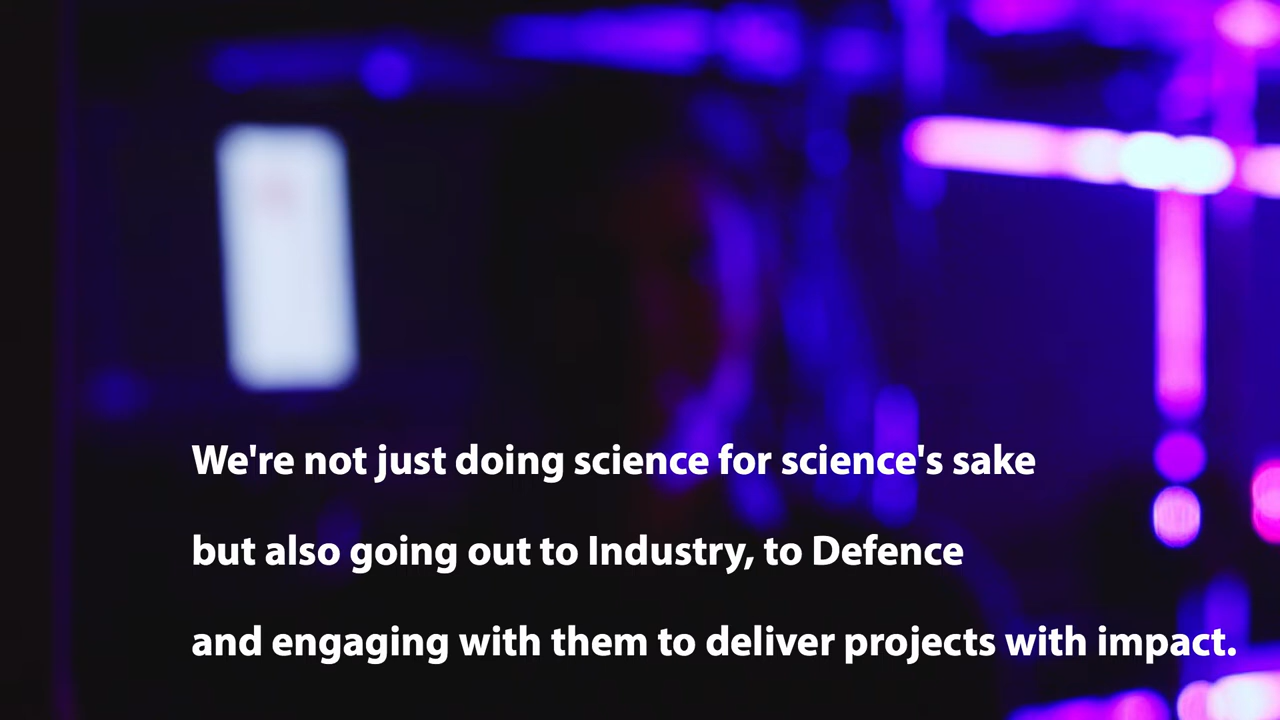 We're not just doing science for science's sake
but also going out to Industry, to Defence
and engaging with them to deliver projects with impact.